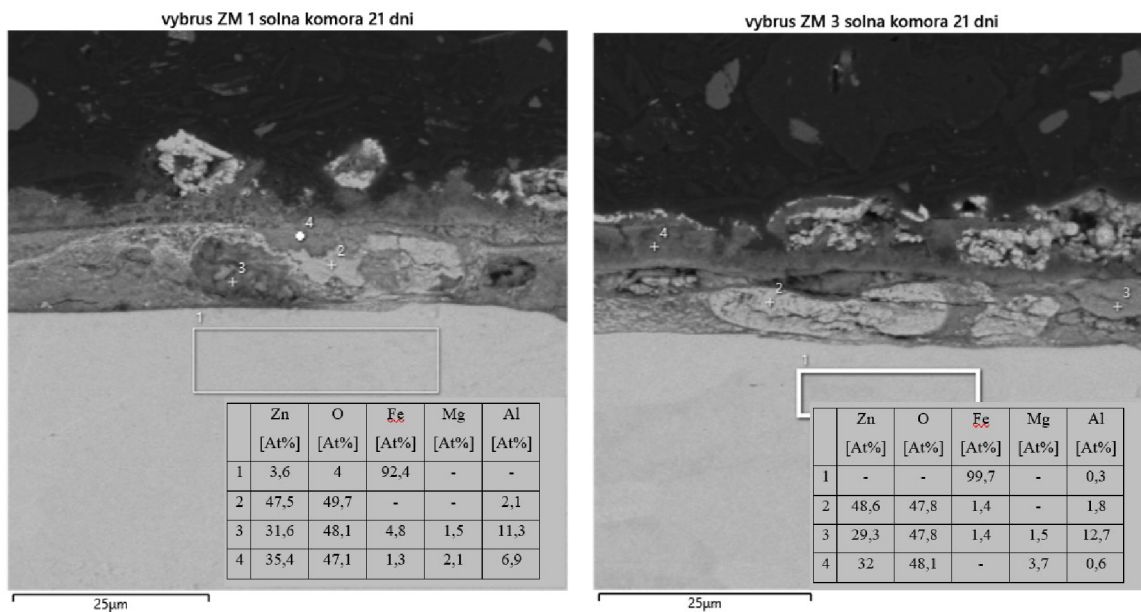 vybrus ZM 1 solna komora 21 dni
4
2
3
1
Zn O Fe Mg Al
[At%] [At%] [At%] [At%] [At%]
1 3,6 4 92,4 - -
2 47,5 49,7 - - 2,1
3 31,6 48,1 4,8 1,5 11,3
4 35,4 47,1 1,3 2,1 6,9
25µm
vybrus ZM 3 solna komora 21 dni
4
2
3
1
Zn O Fe Mg Al
[At%] [At%] [At%] [At%] [At%]
1 - - 99,7 - 0,3
2 48,6 47,8 1,4 - 1,8
3 29,3 47,8 1,4 1,5 12,7
4 32 48,1 - 3,7 0,6
25µm